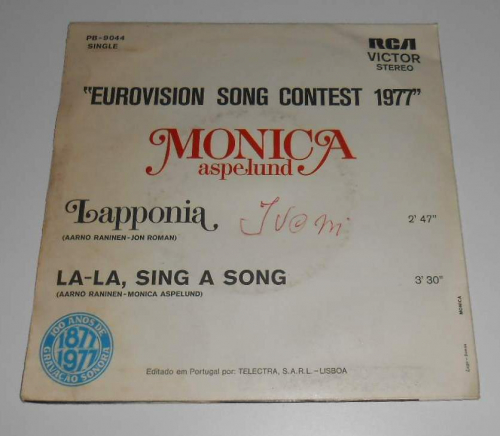 PB-9044
SINGLE
RCA
VICTOR
STEREO
"EUROVISION SONG CONTEST 1977"
MONICA
aspelund
Lapponia 2' 47"
(AARNO RANINEN-JON ROMAN)
LA-LA, SING A SONG 3' 30"
(AARNO RANINEN-MONICA ASPELUND)
100 ANOS DE
1877
1977
GRAVAÇÃO SONORA
Editado em Portugal por: TELECTRA, S.A.R.L. - LISBOA
MONICA